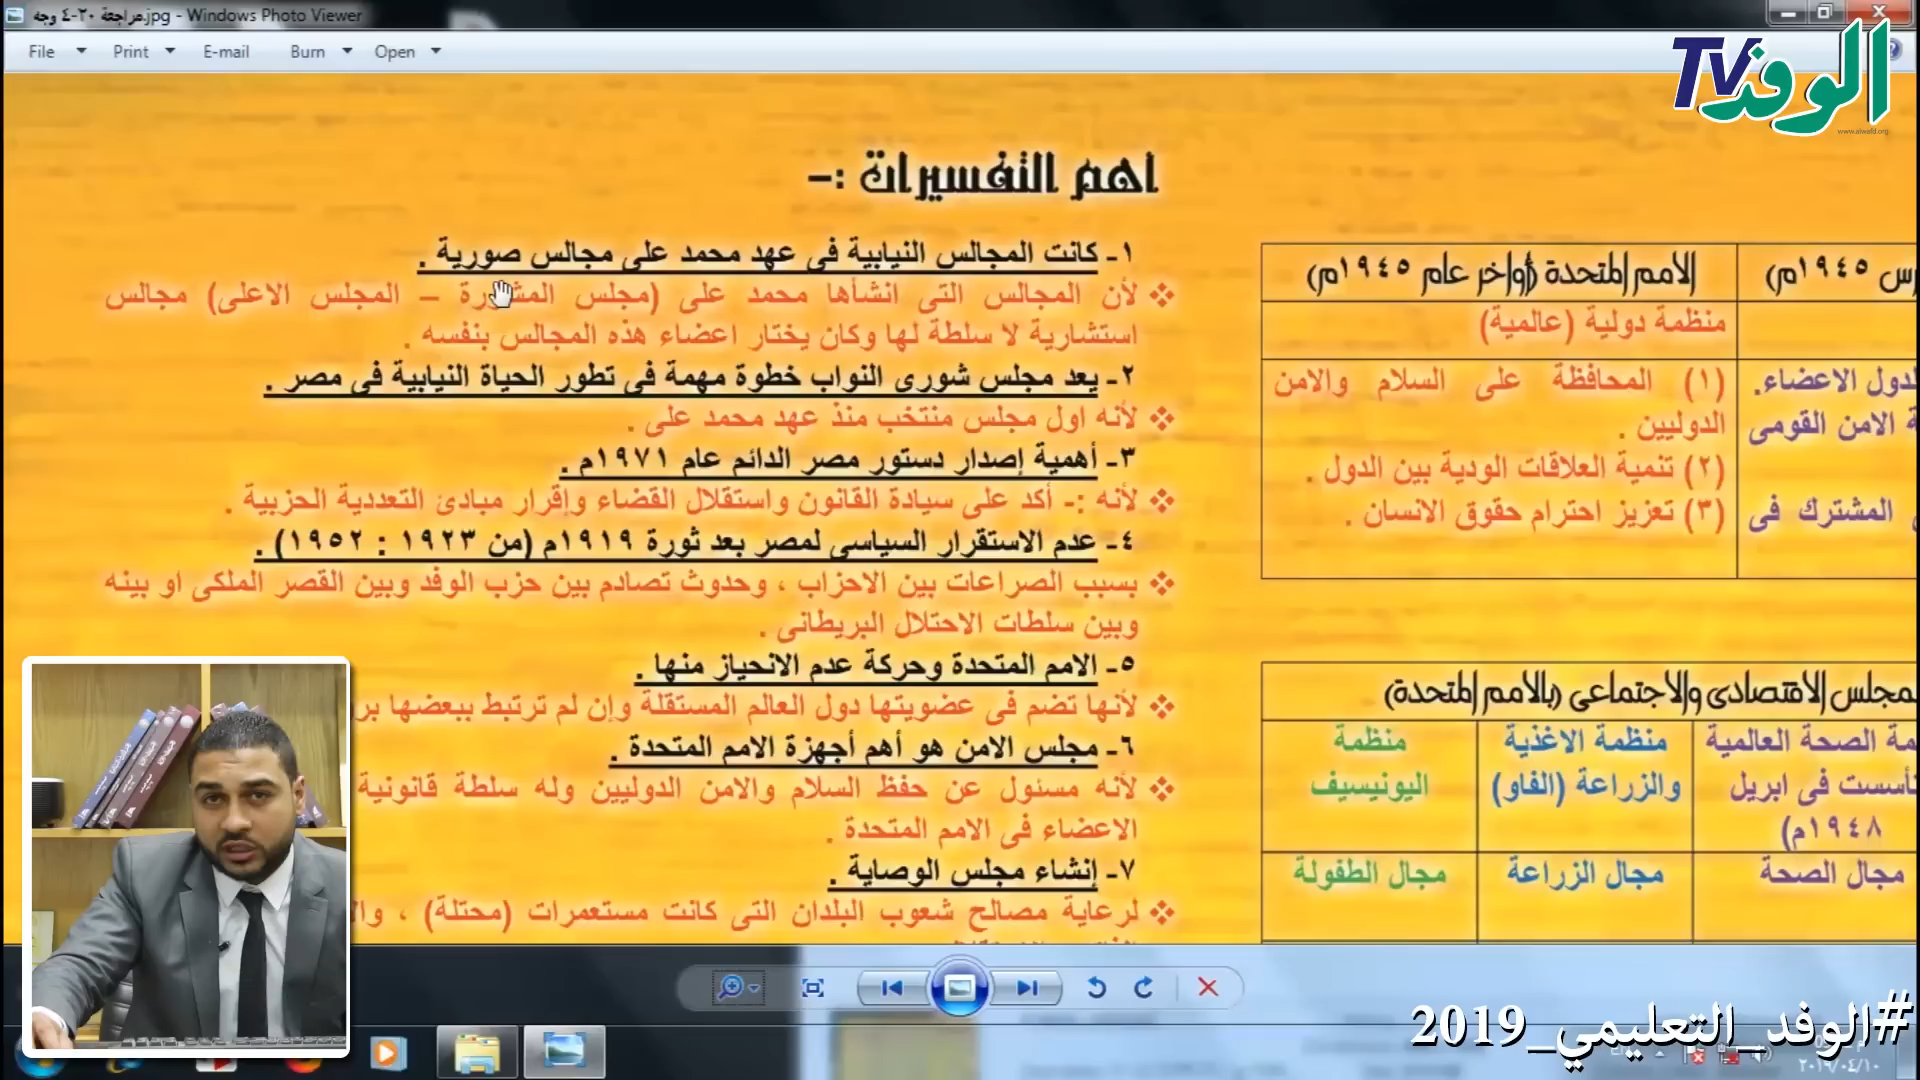 مراجعة ٢٠-٤ وجه.jpg - Windows Photo Viewer
File Print E-mail Burn Open
الوفد TV
www.alwafd.org
اهم التفسيرات :-
١- كانت المجالس النيابية فى عهد محمد على مجالس صورية .
لأن المجالس التى انشأها محمد على (مجلس المشورة – المجلس الاعلى) مجالس
استشارية لا سلطة لها وكان يختار اعضاء هذه المجالس بنفسه .
٢- يعد مجلس شورى النواب خطوة مهمة فى تطور الحياة النيابية فى مصر .
لأنه اول مجلس منتخب منذ عهد محمد على .
٣- أهمية إصدار دستور مصر الدائم عام ١٩٧١م .
لأنه :- أكد على سيادة القانون واستقلال القضاء وإقرار مبادئ التعددية الحزبية .
٤- عدم الاستقرار السياسى لمصر بعد ثورة ١٩١٩م (من ١٩٢٣ : ١٩٥٢) .
بسبب الصراعات بين الاحزاب ، وحدوث تصادم بين حزب الوفد وبين القصر الملكى او بينه
وبين سلطات الاحتلال البريطانى .
٥- الامم المتحدة وحركة عدم الانحياز منها .
لأنها تضم فى عضويتها دول العالم المستقلة وإن لم ترتبط ببعضها
٦- مجلس الامن هو أهم أجهزة الامم المتحدة .
لأنه مسئول عن حفظ السلام والامن الدوليين وله سلطة قانونية
الاعضاء فى الامم المتحدة .
٧- إنشاء مجلس الوصاية .
لرعاية مصالح شعوب البلدان التى كانت مستعمرات (محتلة) ،
رس ١٩٤٥م) الامم المتحدة (أواخر عام ١٩٤٥م)
منظمة دولية (عالمية)
لدول الاعضاء. (١) المحافظة على السلام والامن
ة الامن القومى الدوليين .
(٢) تنمية العلاقات الودية بين الدول .
المشترك فى (٣) تعزيز احترام حقوق الانسان .
لمجلس الاقتصادى والاجتماعى (بالامم المتحدة)
مة الصحة العالمية منظمة الاغذية منظمة
تأسست فى ابريل والزراعة (الفاو) اليونيسيف
١٩٤٨م)
مجال الصحة مجال الزراعة مجال الطفولة
#الوفد_التعليمي_2019
٢٠١٩/٠٤/١٠